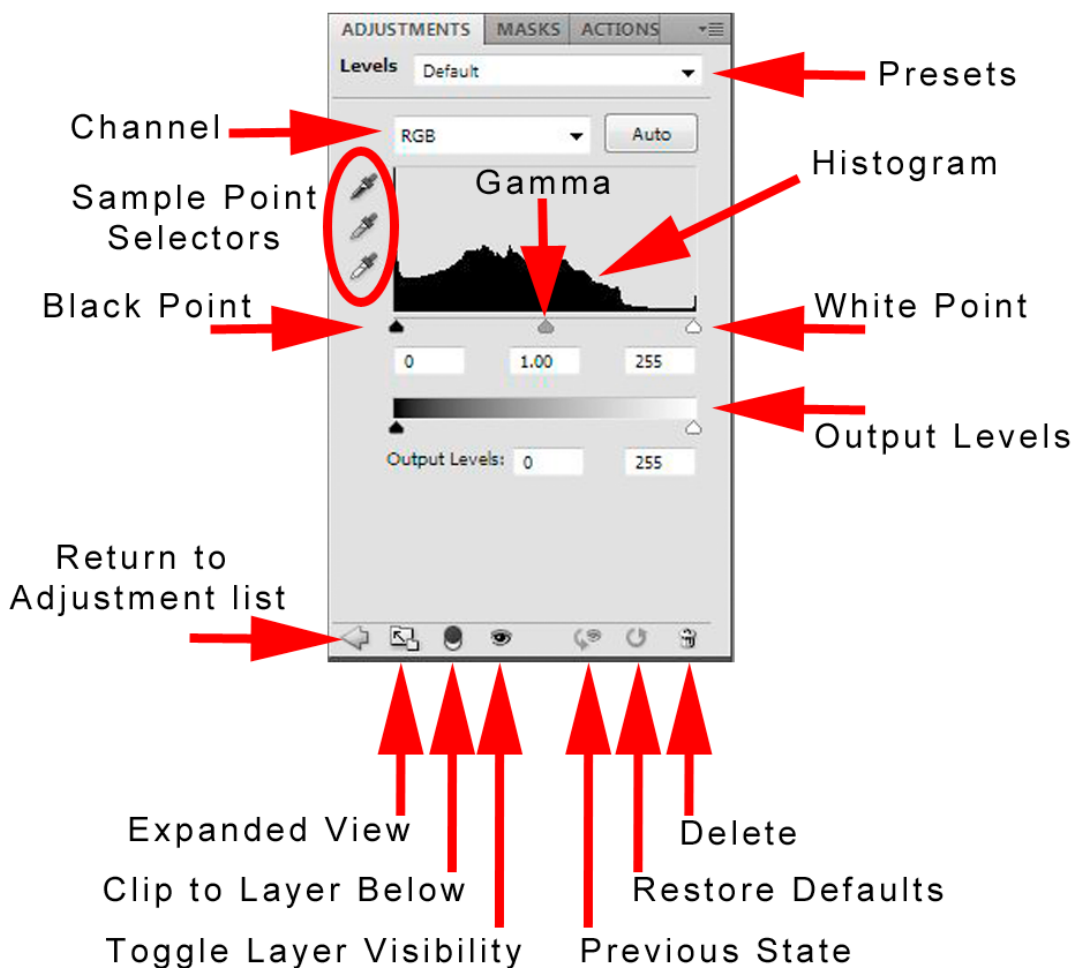 ADJUSTMENTS MASKS ACTIONS
Levels Default
Presets
Channel
RGB Auto
Histogram
Gamma
Sample Point
Selectors
Black Point
White Point
0 1.00 255
Output Levels
Output Levels: 0 255
Return to
Adjustment list
Expanded View
Delete
Clip to Layer Below
Restore Defaults
Toggle Layer Visibility
Previous State